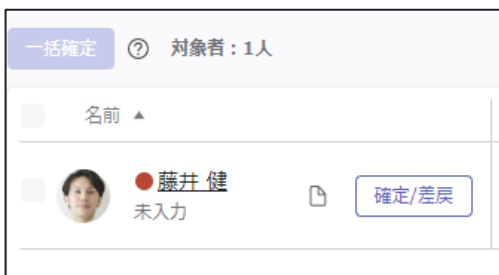 一括確定 ? 対象者：1人
名前 ▲
藤井 健
未入力
確定/差戻